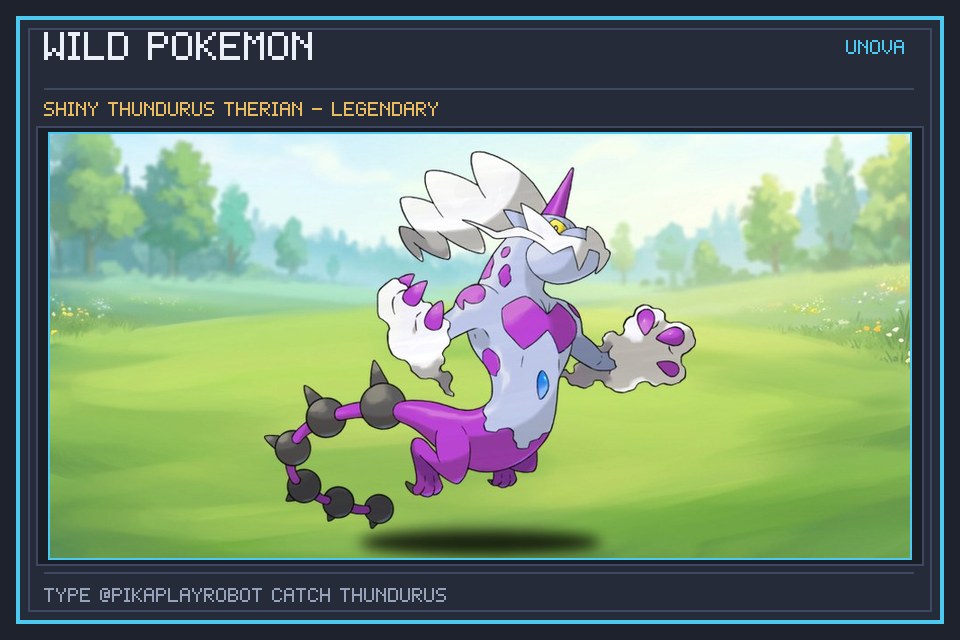 WILD POKEMON
UNOVA
SHINY THUNDURUS THERIAN - LEGENDARY
TYPE @PIKAPLAYROBOT CATCH THUNDURUS